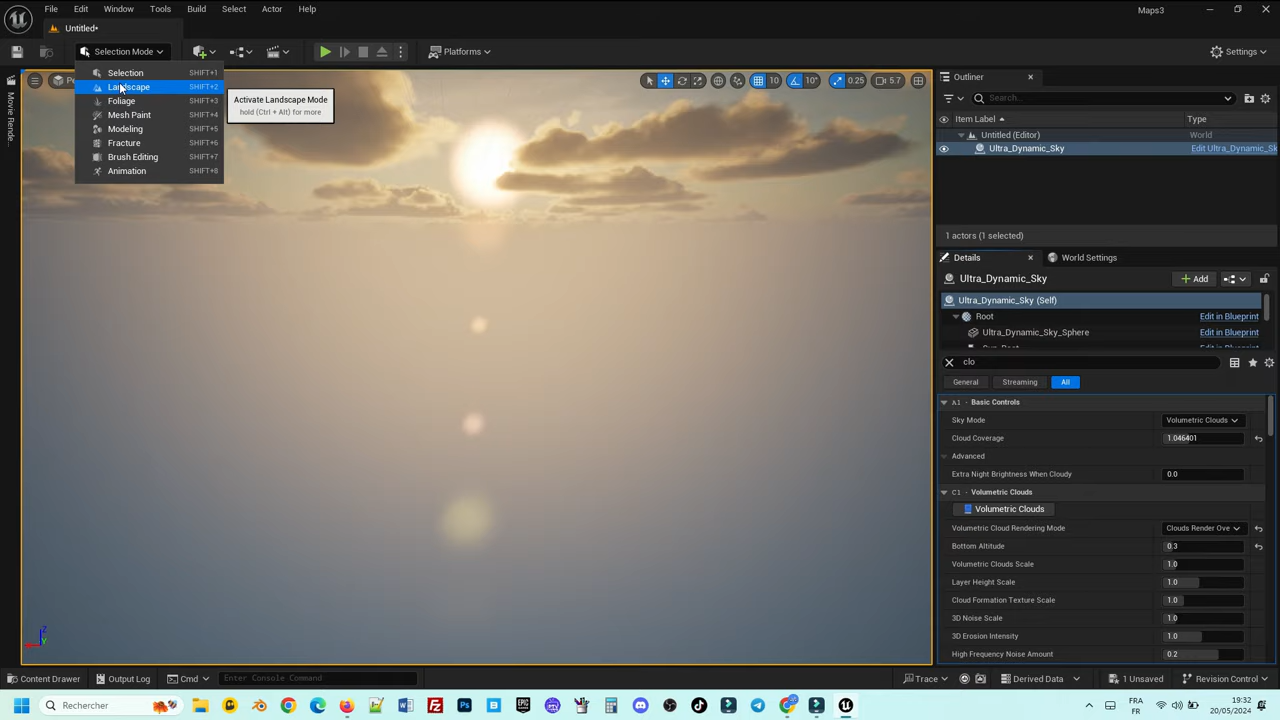 File Edit Window Tools Build Select Actor Help
Maps3
Untitled*
Selection Mode
Platforms
Settings
Selection SHIFT+1
Landscape SHIFT+2
Foliage SHIFT+3
Mesh Paint SHIFT+4
Modeling SHIFT+5
Fracture SHIFT+6
Brush Editing SHIFT+7
Animation SHIFT+8
Activate Landscape Mode
hold (Ctrl + Alt) for more
10 10° 0.25 5.7
Move Rende..
Outliner
Search...
Item Label Type
Untitled (Editor) World
Ultra_Dynamic_Sky Edit Ultra_Dynamic_Sk
1 actors (1 selected)
Details World Settings
Ultra_Dynamic_Sky
Add
Ultra_Dynamic_Sky (Self)
Root Edit in Blueprint
Ultra_Dynamic_Sky_Sphere Edit in Blueprint
clo
General Streaming All
A1 - Basic Controls
Sky Mode Volumetric Clouds
Cloud Coverage 1.046401
Advanced
Extra Night Brightness When Cloudy 0.0
C1 - Volumetric Clouds
Volumetric Clouds
Volumetric Cloud Rendering Mode Clouds Render Ove
Bottom Altitude 0.3
Volumetric Clouds Scale 1.0
Layer Height Scale 1.0
Cloud Formation Texture Scale 1.0
3D Noise Scale 1.0
3D Erosion Intensity 1.0
High Frequency Noise Amount 0.2
Z
Y
Content Drawer Output Log Cmd Enter Console Command
Trace Derived Data 1 Unsaved Revision Control
Rechercher
FRA
FR
19:32
20/05/2024